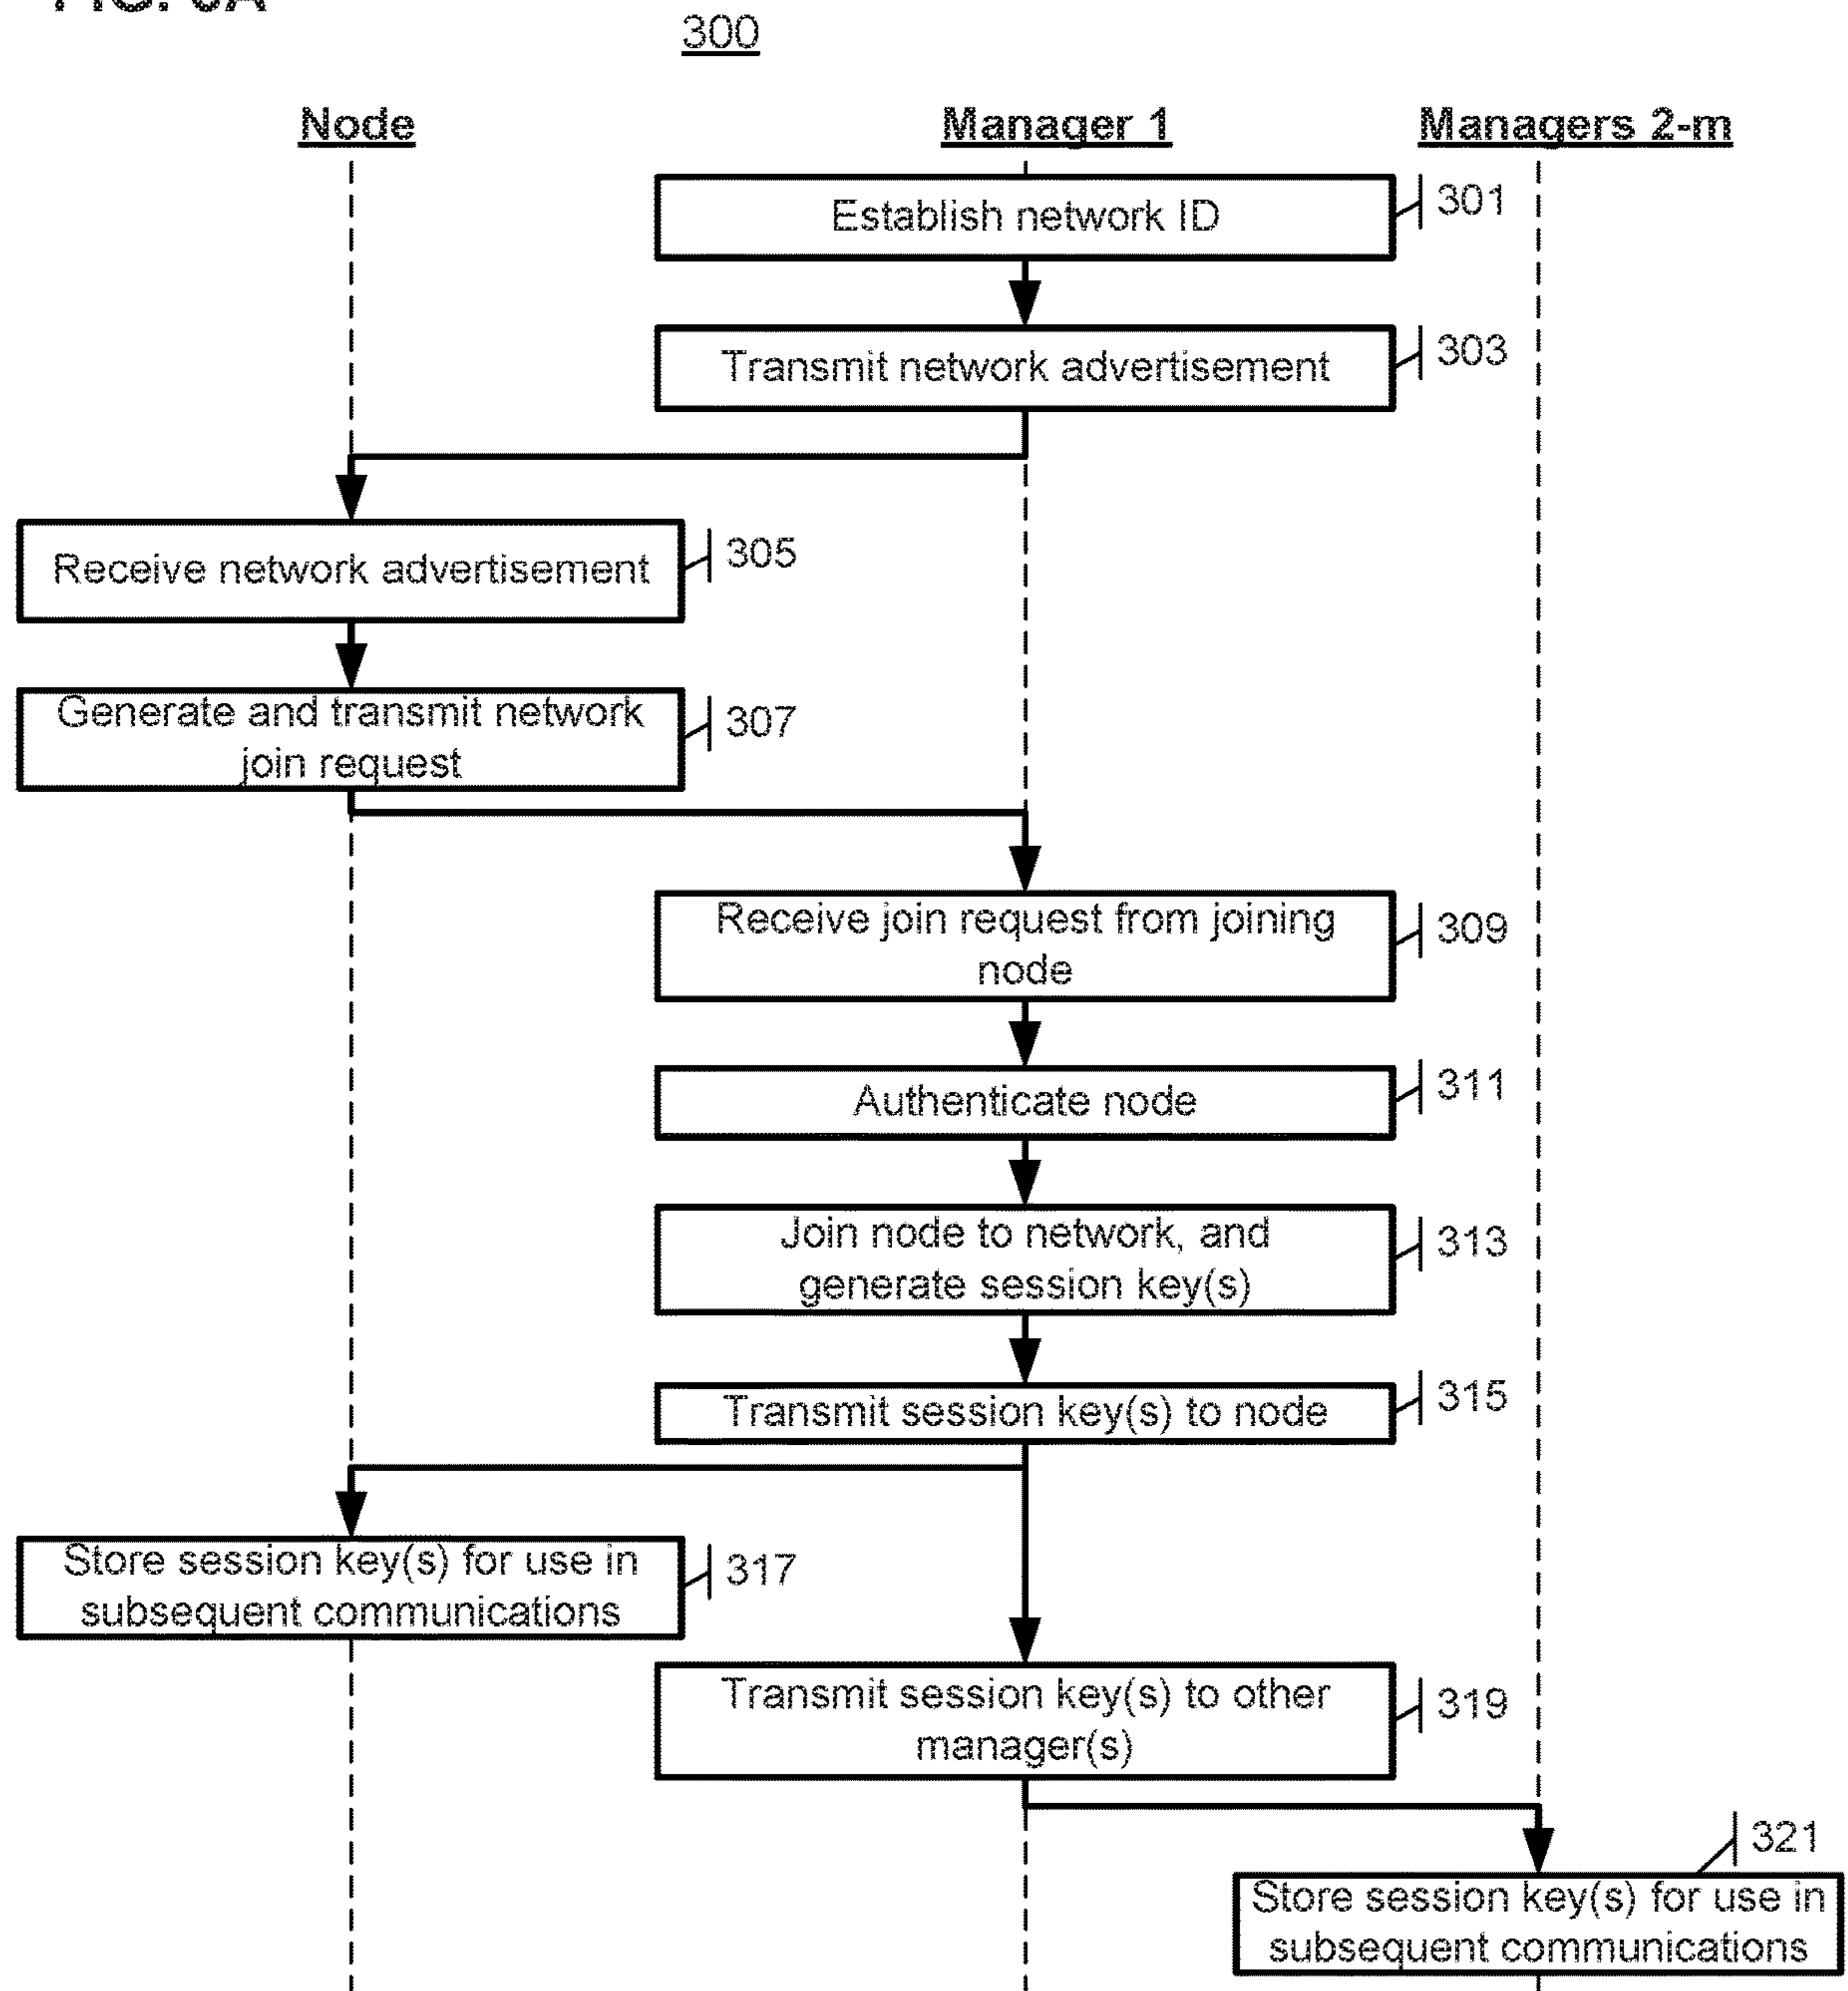 300
Node
Manager 1
Managers 2-m
Establish network ID
301
Transmit network advertisement
303
Receive network advertisement
305
Generate and transmit network
join request
307
Receive join request from joining
node
309
Authenticate node
311
Join node to network, and
generate session key(s)
313
Transmit session key(s) to node
315
Store session key(s) for use in
subsequent communications
317
Transmit session key(s) to other
manager(s)
319
321
Store session key(s) for use in
subsequent communications